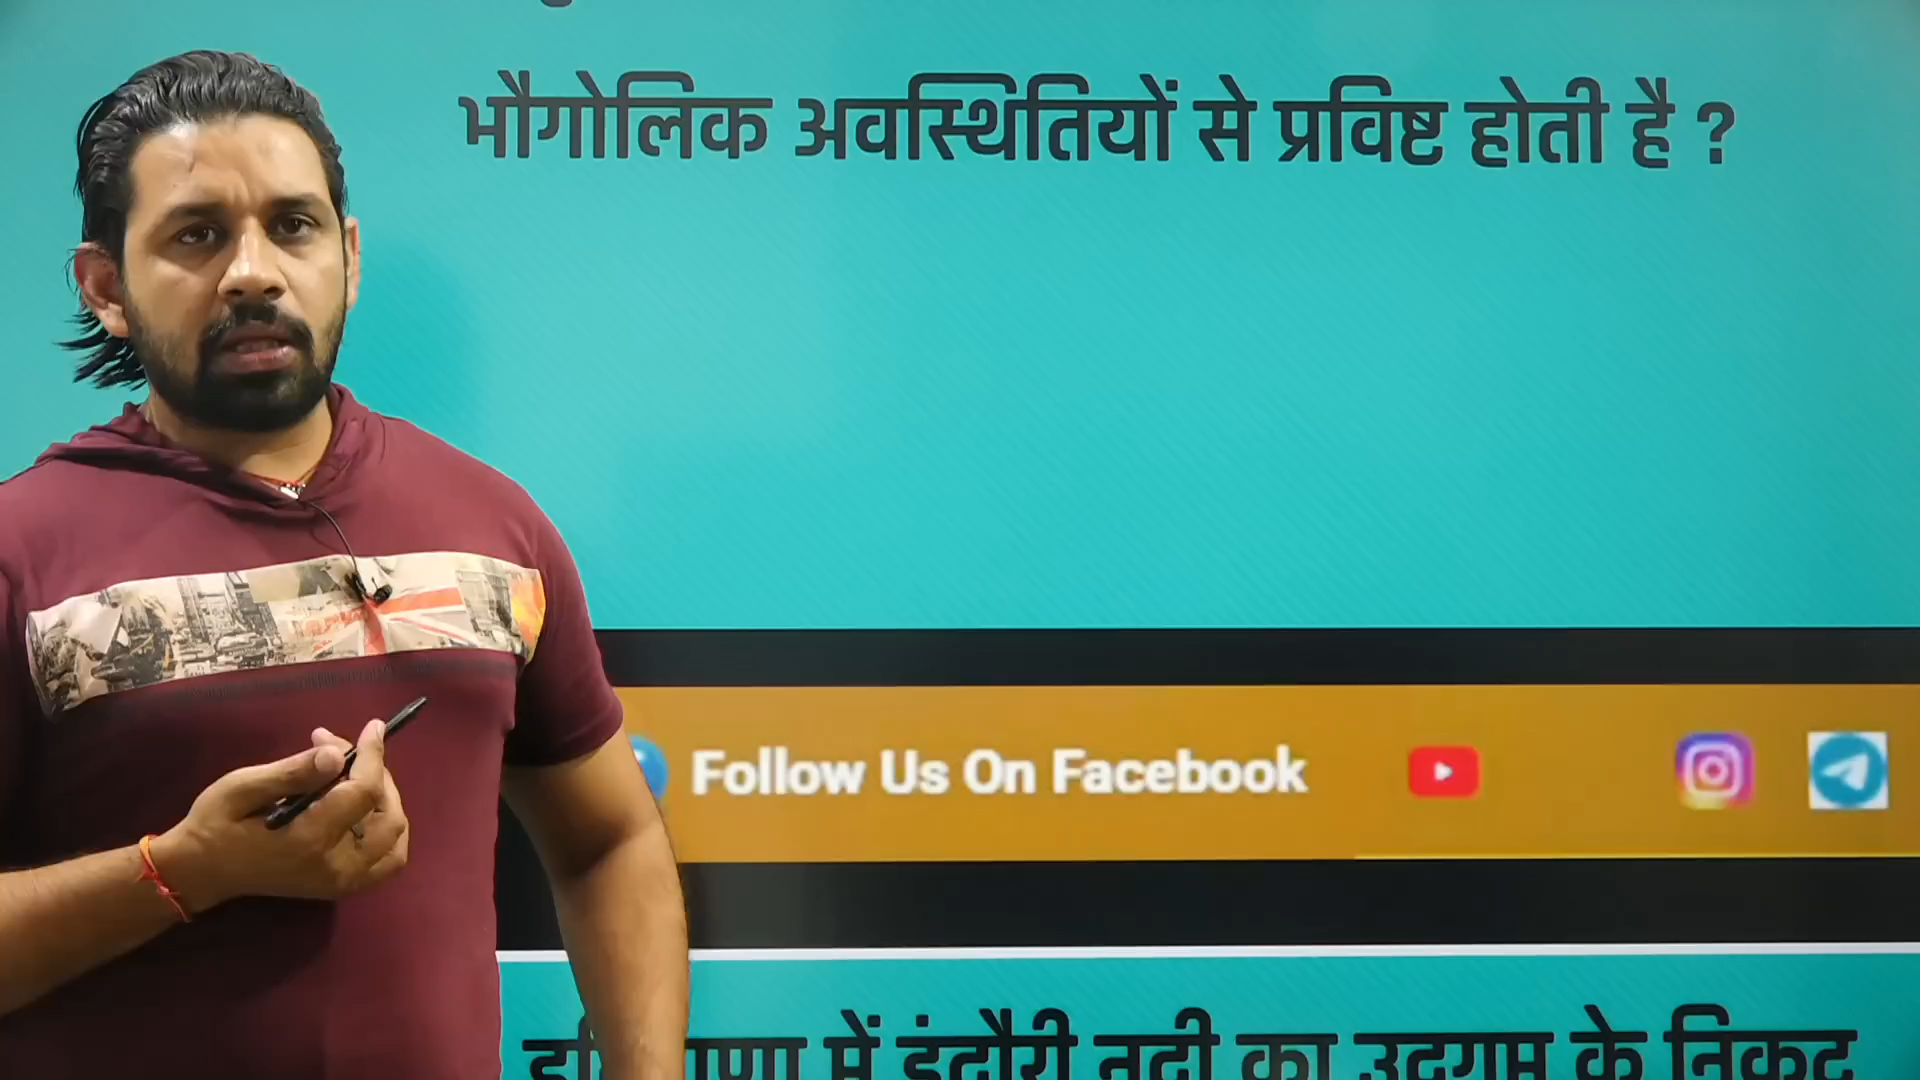 भौगोलिक अवस्थितियों से प्रविष्ट होती है ?
Follow Us On Facebook
में इंदौरी नदी का उदगम के निकट